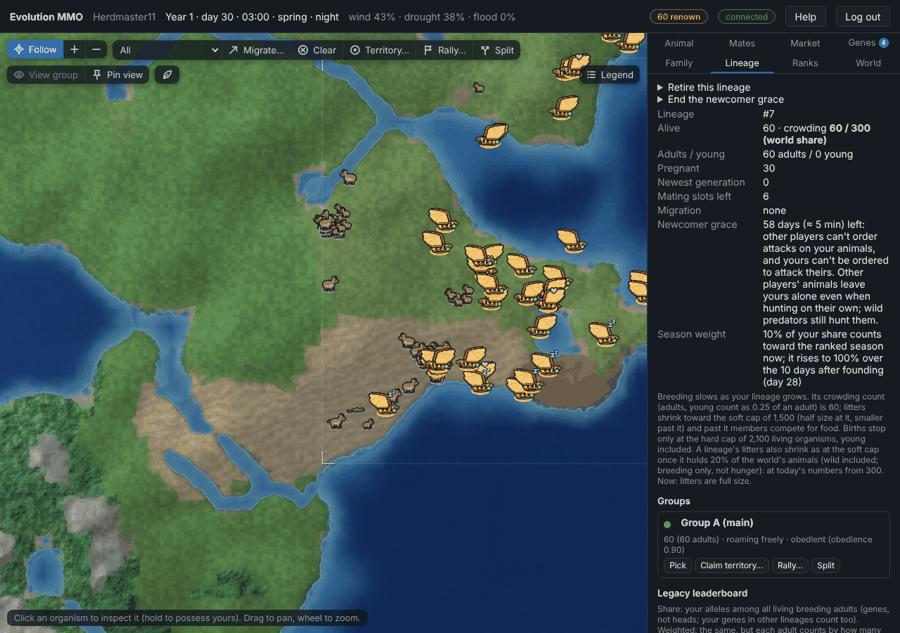 Evolution MMO Herdmaster11 Year 1 · day 30 · 03:00 · spring · night wind 43% · drought 38% · flood 0% 60 renown connected Help Log out
Follow + − All Migrate... Clear Territory... Rally... Split
View group Pin view Legend
Animal Mates Market Genes 4
Family Lineage Ranks World
▶ Retire this lineage
▶ End the newcomer grace
Lineage #7
Alive 60 · crowding 60 / 300
(world share)
Adults / young 60 adults / 0 young
Pregnant 30
Newest generation 0
Mating slots left 6
Migration none
Newcomer grace 58 days (≈ 5 min) left:
other players can't order
attacks on your animals,
and yours can't be ordered
to attack theirs. Other
players' animals leave
yours alone even when
hunting on their own; wild
predators still hunt them.
Season weight 10% of your share counts
toward the ranked season
now; it rises to 100% over
the 10 days after founding
(day 28)
Breeding slows as your lineage grows. Its crowding count
(adults, young count as 0.25 of an adult) is 60; litters
shrink toward the soft cap of 1,500 (half size at it, smaller
past it) and past it members compete for food. Births stop
only at the hard cap of 2,100 living organisms, young
included. A lineage's litters also shrink as at the soft cap
once it holds 20% of the world's animals (wild included;
breeding only, not hunger): at today's numbers from 300.
Now: litters are full size.
Groups
Group A (main)
60 (60 adults) · roaming freely · obedient (obedience
0.90)
Pick Claim territory... Rally... Split
Legacy leaderboard
Share: your alleles among all living breeding adults (genes,
not heads; your genes in other lineages count too).
Weighted: the same, but each adult counts by how many
Click an organism to inspect it (hold to possess yours). Drag to pan, wheel to zoom.